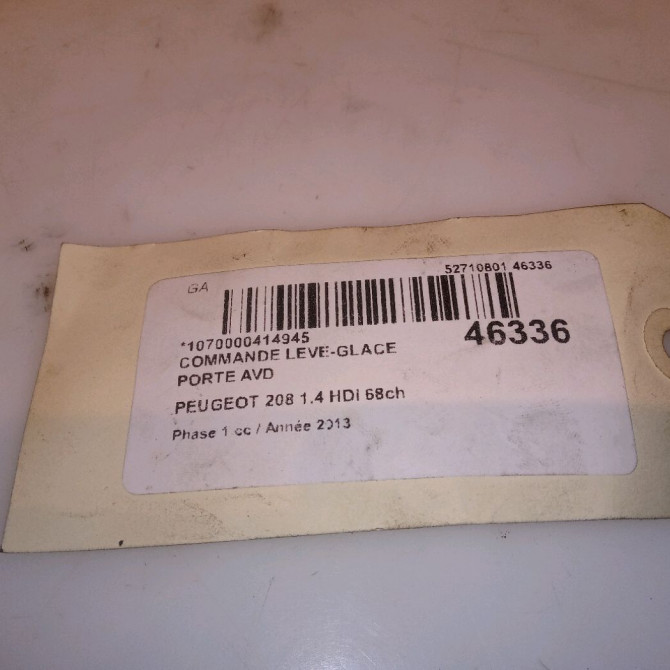 GA
52710801 46336
*1070000414945
46336
COMMANDE LEVE-GLACE
PORTE AVD
PEUGEOT 208 1.4 HDi 68ch
Phase 1 cc / Année 2013